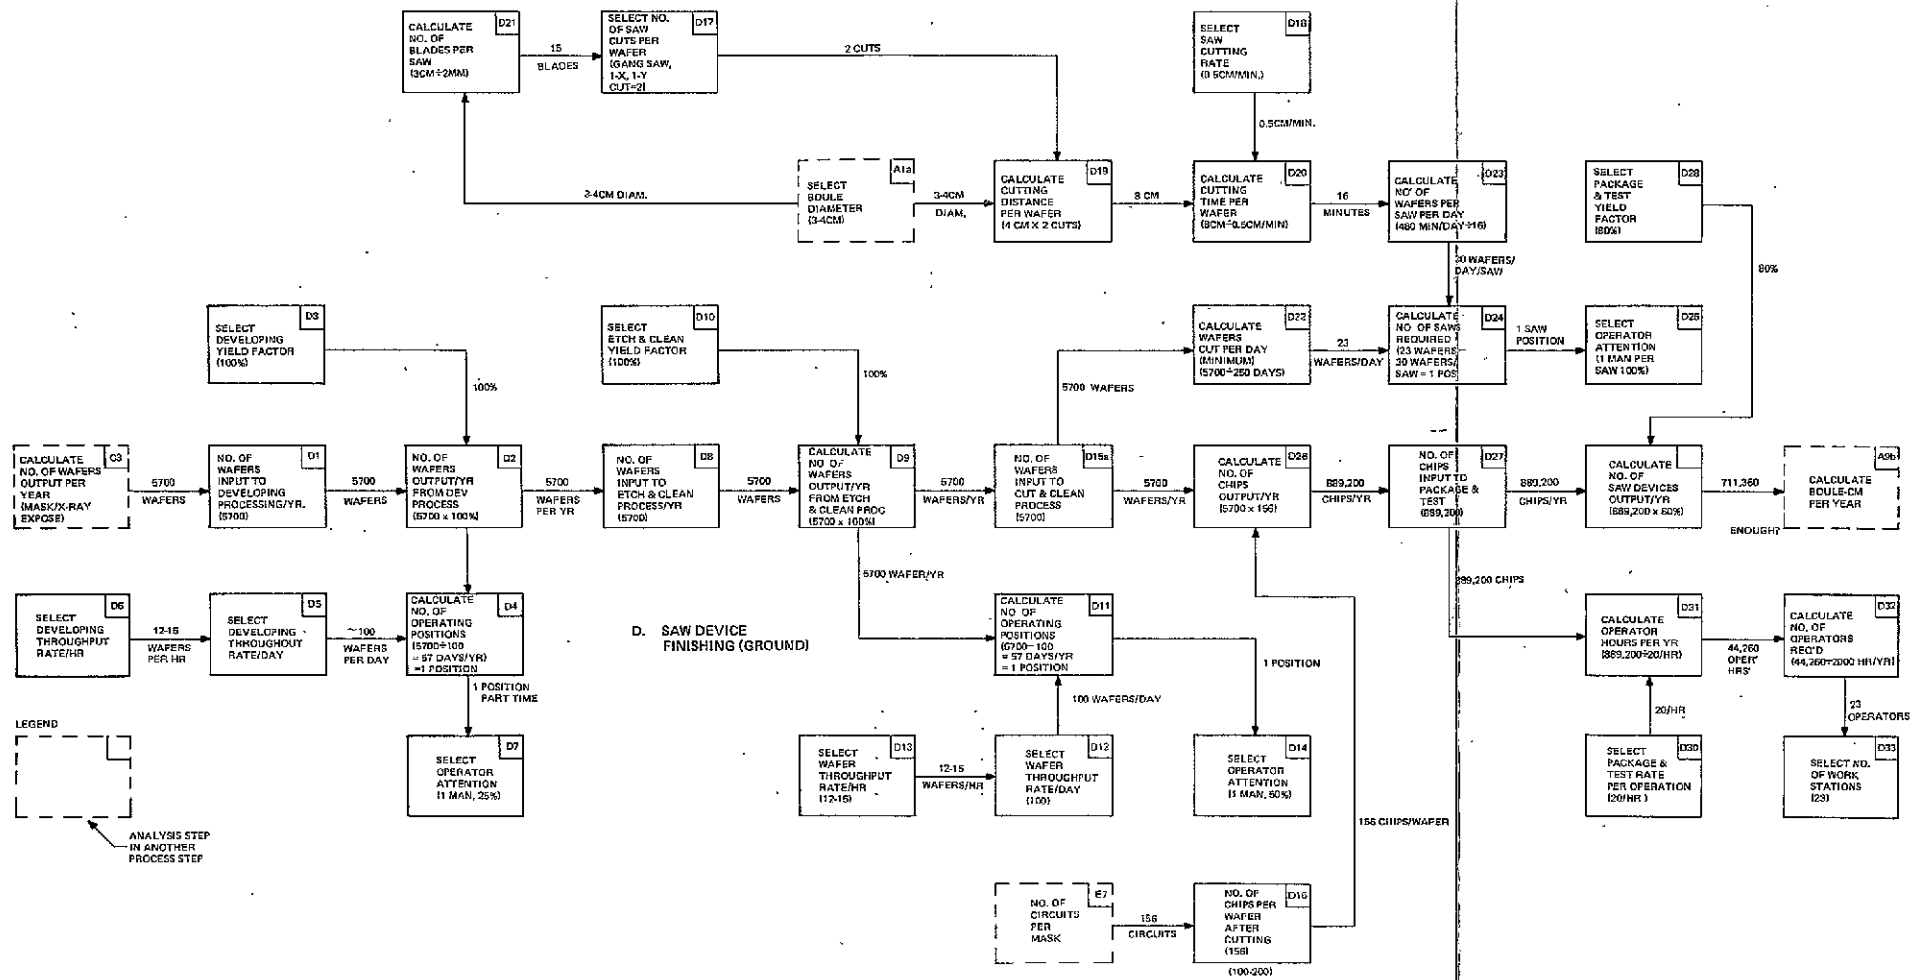 CALCULATE
NO. OF
BLADES PER
SAW
(3CM÷2MM)
D21
15
BLADES
SELECT NO.
OF SAW
CUTS PER
WAFER
(GANG SAW,
1-X, 1-Y
CUT=2)
D17
2 CUTS
SELECT
SAW
CUTTING
RATE
(0.5CM/MIN.)
D18
0.5CM/MIN.
3-4CM DIAM.
SELECT
BOULE
DIAMETER
(3-4CM)
A1a
3-4CM
DIAM.
CALCULATE
CUTTING
DISTANCE
PER WAFER
(4 CM X 2 CUTS)
D19
8 CM
CALCULATE
CUTTING
TIME PER
WAFER
(8CM÷0.5CM/MIN)
D20
16
MINUTES
CALCULATE
NO. OF
WAFERS PER
SAW PER DAY
(480 MIN/DAY÷16)
D23
30 WAFERS/
DAY/SAW
SELECT
PACKAGE
& TEST
YIELD
FACTOR
(80%)
D28
80%
SELECT
DEVELOPING
YIELD FACTOR
(100%)
D3
100%
SELECT
ETCH & CLEAN
YIELD FACTOR
(100%)
D10
100%
5700 WAFERS
CALCULATE
WAFERS
CUT PER DAY
(MINIMUM)
(5700÷250 DAYS)
D22
23
WAFERS/DAY
CALCULATE
NO. OF SAWS
REQUIRED
(23 WAFERS
30 WAFERS/
SAW = 1 POS
D24
1 SAW
POSITION
SELECT
OPERATOR
ATTENTION
(1 MAN PER
SAW 100%)
D25
CALCULATE
NO. OF WAFERS
OUTPUT PER
YEAR
(MASK/X-RAY
EXPOSE)
C3
5700
WAFERS
NO. OF
WAFERS
INPUT TO
DEVELOPING
PROCESSING/YR.
(5700)
D1
5700
WAFERS
NO. OF
WAFERS
OUTPUT/YR
FROM DEV
PROCESS
(5700 x 100%)
D2
5700
WAFERS
PER YR
NO. OF
WAFERS
INPUT TO
ETCH & CLEAN
PROCESS/YR
(5700)
D8
5700
WAFERS
CALCULATE
NO. OF
WAFERS
OUTPUT/YR
FROM ETCH
& CLEAN PROC
(5700 x 100%)
D9
5700
WAFERS/YR
NO. OF
WAFERS
INPUT TO
CUT & CLEAN
PROCESS
(5700)
D15a
5700
WAFERS/YR
CALCULATE
NO. OF
CHIPS
OUTPUT/YR
(5700 x 156)
D26
889,200
CHIPS/YR
NO. OF
CHIPS
INPUT TO
PACKAGE &
TEST
(889,200)
D27
889,200
CHIPS/YR
CALCULATE
NO. OF
SAW DEVICES
OUTPUT/YR
(889,200 x 80%)
711,360
ENOUGH?
CALCULATE
BOULE-CM
PER YEAR
A9b
SELECT
DEVELOPING
THROUGHPUT
RATE/HR
D6
12-15
WAFERS
PER HR
SELECT
DEVELOPING
THROUGHOUT
RATE/DAY
D5
100
WAFERS
PER DAY
CALCULATE
NO. OF
OPERATING
POSITIONS
(5700÷100
= 57 DAYS/YR)
=1 POSITION
D4
1 POSITION
PART TIME
D. SAW DEVICE
FINISHING (GROUND)
5700 WAFER/YR
CALCULATE
NO. OF
OPERATING
POSITIONS
(5700÷100
= 57 DAYS/YR
= 1 POSITION
D11
1 POSITION
100 WAFERS/DAY
889,200 CHIPS
CALCULATE
OPERATOR
HOURS PER YR
(889,200÷20/HR)
D31
44,260
OPER'
HRS'
CALCULATE
NO. OF
OPERATORS
REQ'D
(44,260÷2000 HR/YR)
D32
20/HR
23
OPERATORS
LEGEND
ANALYSIS STEP
IN ANOTHER
PROCESS STEP
SELECT
OPERATOR
ATTENTION
(1 MAN, 25%)
D7
SELECT
WAFER
THROUGHPUT
RATE/HR
(12-15)
D13
12-15
WAFERS/HR
SELECT
WAFER
THROUGHPUT
RATE/DAY
(100)
D12
SELECT
OPERATOR
ATTENTION
(1 MAN, 50%)
D14
156 CHIPS/WAFER
SELECT
PACKAGE &
TEST RATE
PER OPERATION
(20/HR )
D30
SELECT NO.
OF WORK
STATIONS
(23)
D33
NO. OF
CIRCUITS
PER
MASK
E7
156
CIRCUITS
NO. OF
CHIPS PER
WAFER
AFTER
CUTTING
(156)
D16
(100-200)